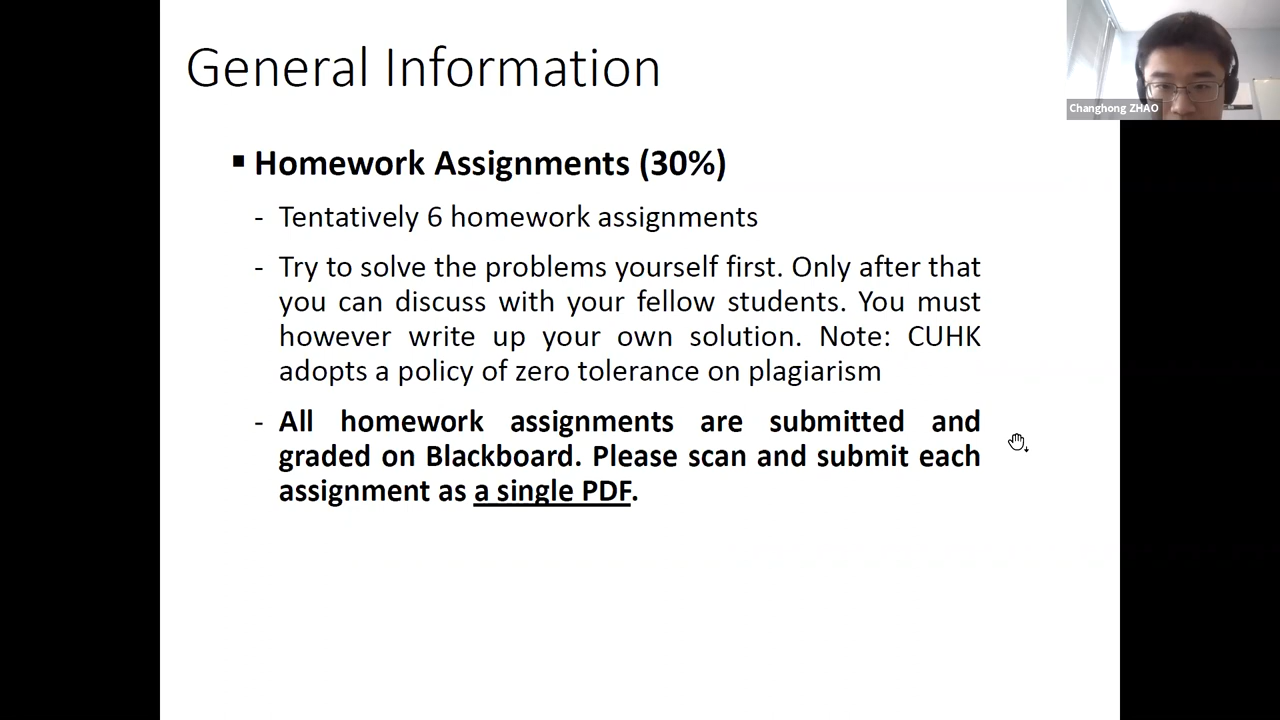 General Information
Changhong ZHAO
▪ Homework Assignments (30%)
- Tentatively 6 homework assignments
- Try to solve the problems yourself first. Only after that
you can discuss with your fellow students. You must
however write up your own solution. Note: CUHK
adopts a policy of zero tolerance on plagiarism
- All homework assignments are submitted and
graded on Blackboard. Please scan and submit each
assignment as a single PDF.